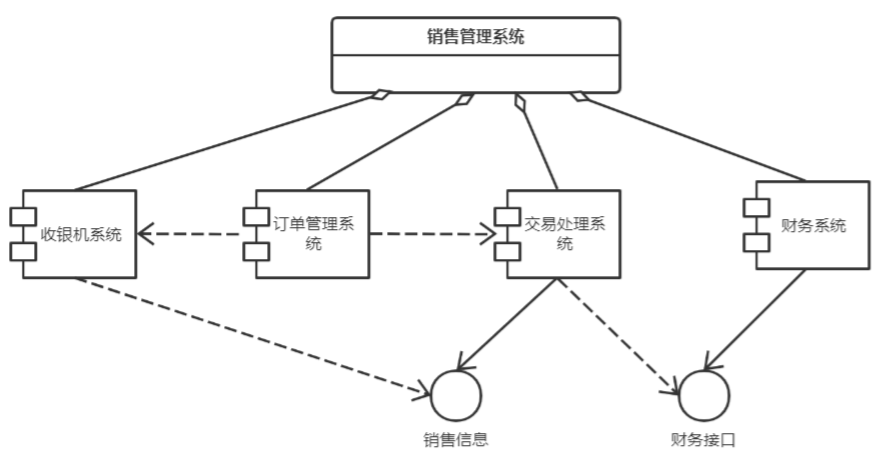 销售管理系统
收银机系统
订单管理系
统
交易处理系
统
财务系统
销售信息
财务接口